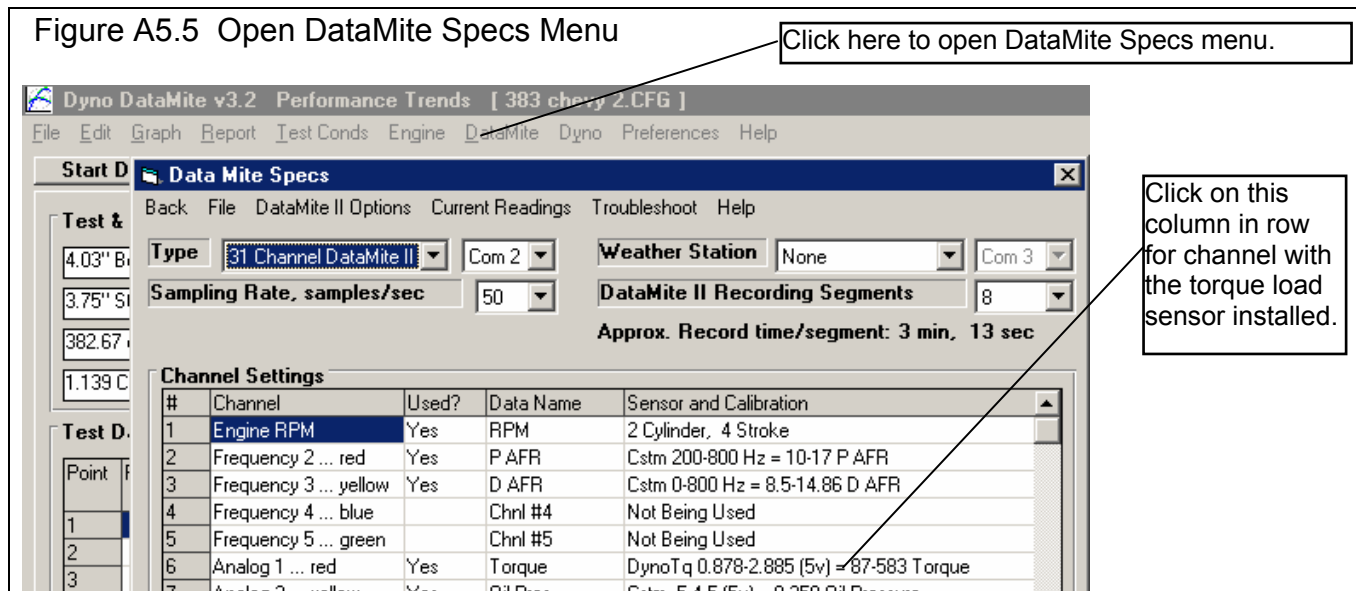 Figure A5.5 Open DataMite Specs Menu
Click here to open DataMite Specs menu.
Dyno DataMite v3.2 Performance Trends [ 383 chevy 2.CFG ]
File Edit Graph Report Test Conds Engine DataMite Dyno Preferences Help
Start D
Data Mite Specs
Back File DataMite II Options Current Readings Troubleshoot Help
Test &
Type 31 Channel DataMite II Com 2 Weather Station None Com 3
4.03" B
Sampling Rate, samples/sec 50 DataMite II Recording Segments 8
3.75" S
Approx. Record time/segment: 3 min, 13 sec
382.67
1.139 C
Click on this
column in row
for channel with
the torque load
sensor installed.
Channel Settings
# Channel Used? Data Name Sensor and Calibration
1 Engine RPM Yes RPM 2 Cylinder, 4 Stroke
2 Frequency 2 ... red Yes P AFR Cstm 200-800 Hz = 10-17 P AFR
3 Frequency 3 ... yellow Yes D AFR Cstm 0-800 Hz = 8.5-14.86 D AFR
4 Frequency 4 ... blue Chnl #4 Not Being Used
5 Frequency 5 ... green Chnl #5 Not Being Used
6 Analog 1 ... red Yes Torque DynoTq 0.878-2.885 (5v) = 87-583 Torque
Test D
Point
1
2
3